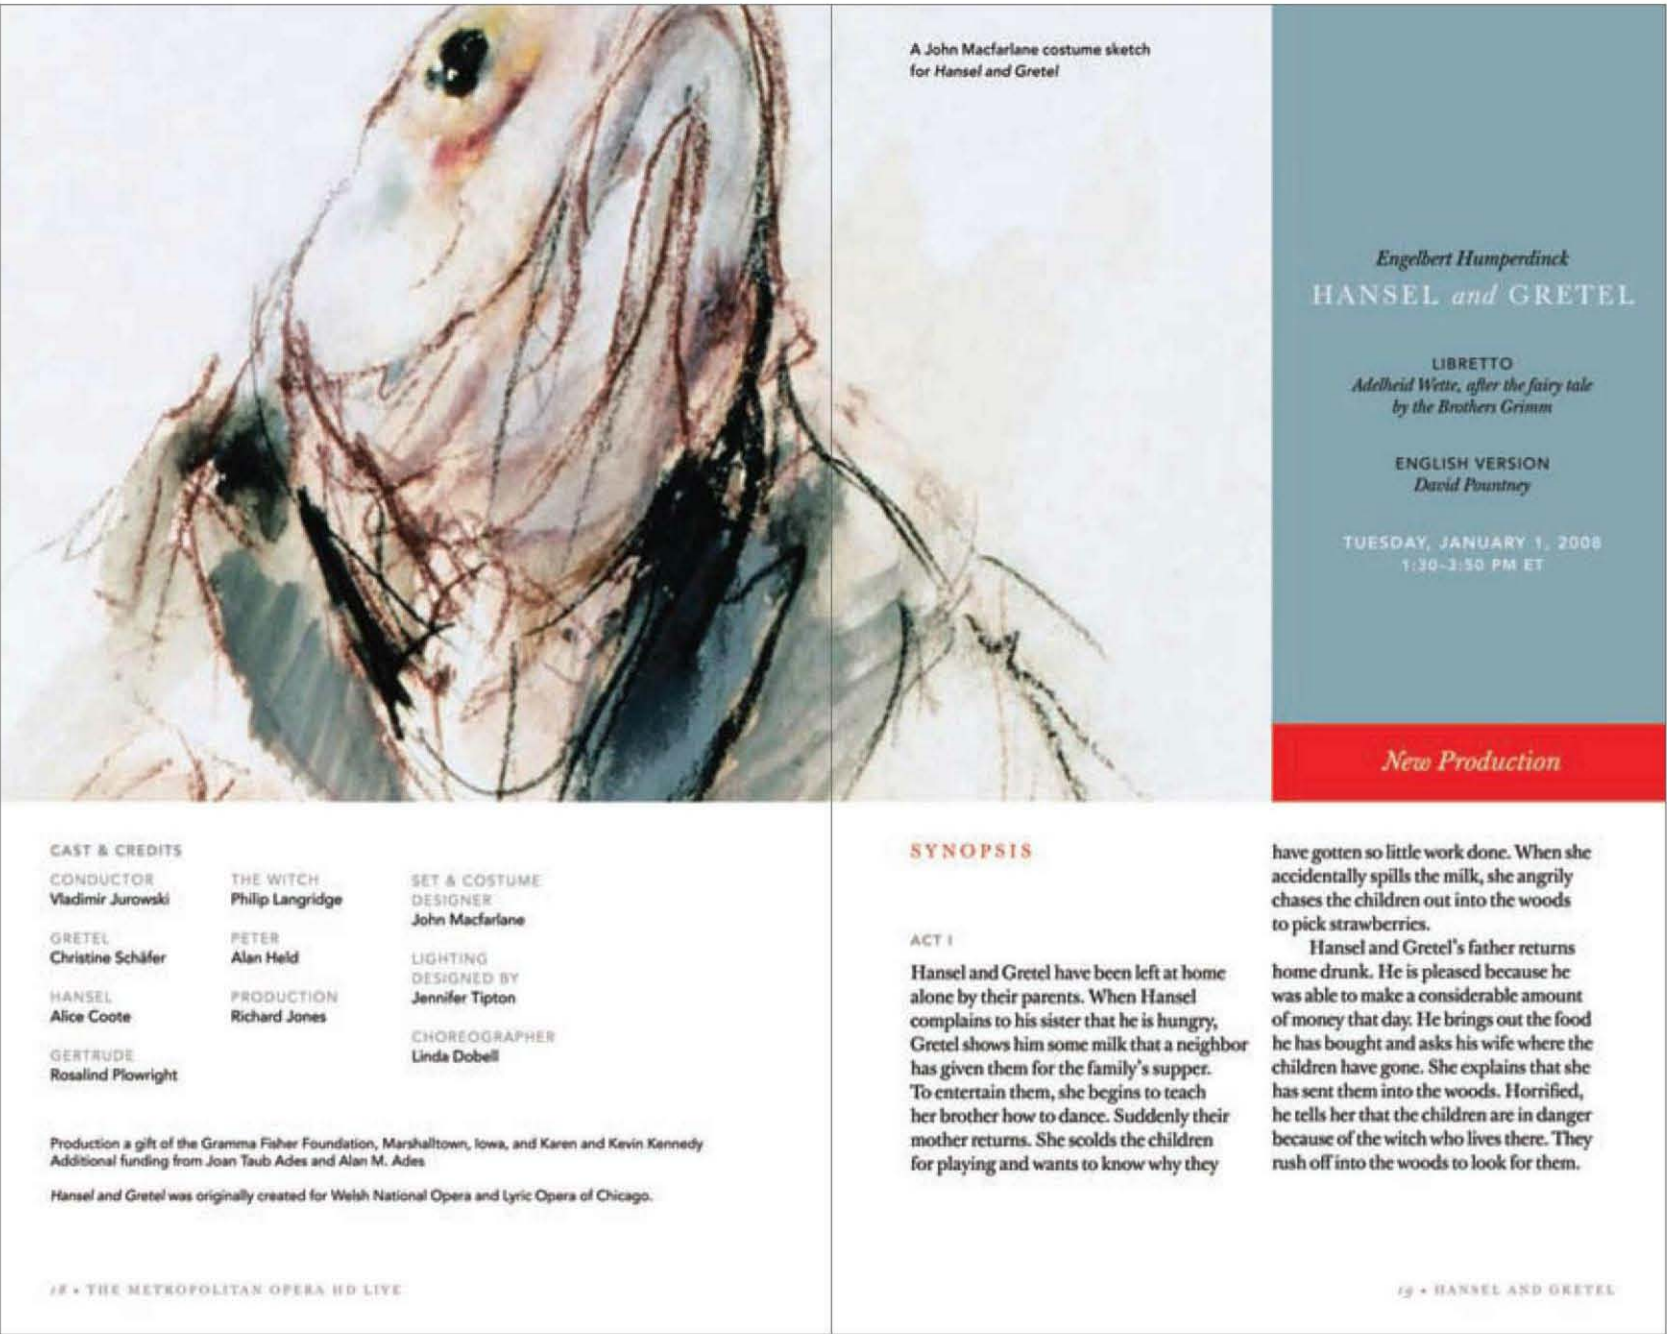 A John Macfarlane costume sketch
for Hansel and Gretel
Engelbert Humperdinck
HANSEL and GRETEL
LIBRETTO
Adelheid Wette, after the fairy tale
by the Brothers Grimm
ENGLISH VERSION
David Pountney
TUESDAY, JANUARY 1, 2008
1:30–3:50 PM ET
New Production
CAST & CREDITS
CONDUCTOR
Vladimir Jurowski
GRETEL
Christine Schäfer
HANSEL
Alice Coote
GERTRUDE
Rosalind Plowright
THE WITCH
Philip Langridge
PETER
Alan Held
PRODUCTION
Richard Jones
SET & COSTUME
DESIGNER
John Macfarlane
LIGHTING
DESIGNED BY
Jennifer Tipton
CHOREOGRAPHER
Linda Dobell
Production a gift of the Gramma Fisher Foundation, Marshalltown, Iowa, and Karen and Kevin Kennedy
Additional funding from Joan Taub Ades and Alan M. Ades
Hansel and Gretel was originally created for Welsh National Opera and Lyric Opera of Chicago.
18 • THE METROPOLITAN OPERA HD LIVE
SYNOPSIS
ACT I
Hansel and Gretel have been left at home
alone by their parents. When Hansel
complains to his sister that he is hungry,
Gretel shows him some milk that a neighbor
has given them for the family's supper.
To entertain them, she begins to teach
her brother how to dance. Suddenly their
mother returns. She scolds the children
for playing and wants to know why they
have gotten so little work done. When she
accidentally spills the milk, she angrily
chases the children out into the woods
to pick strawberries.
Hansel and Gretel's father returns
home drunk. He is pleased because he
was able to make a considerable amount
of money that day. He brings out the food
he has bought and asks his wife where the
children have gone. She explains that she
has sent them into the woods. Horrified,
he tells her that the children are in danger
because of the witch who lives there. They
rush off into the woods to look for them.
19 • HANSEL AND GRETEL